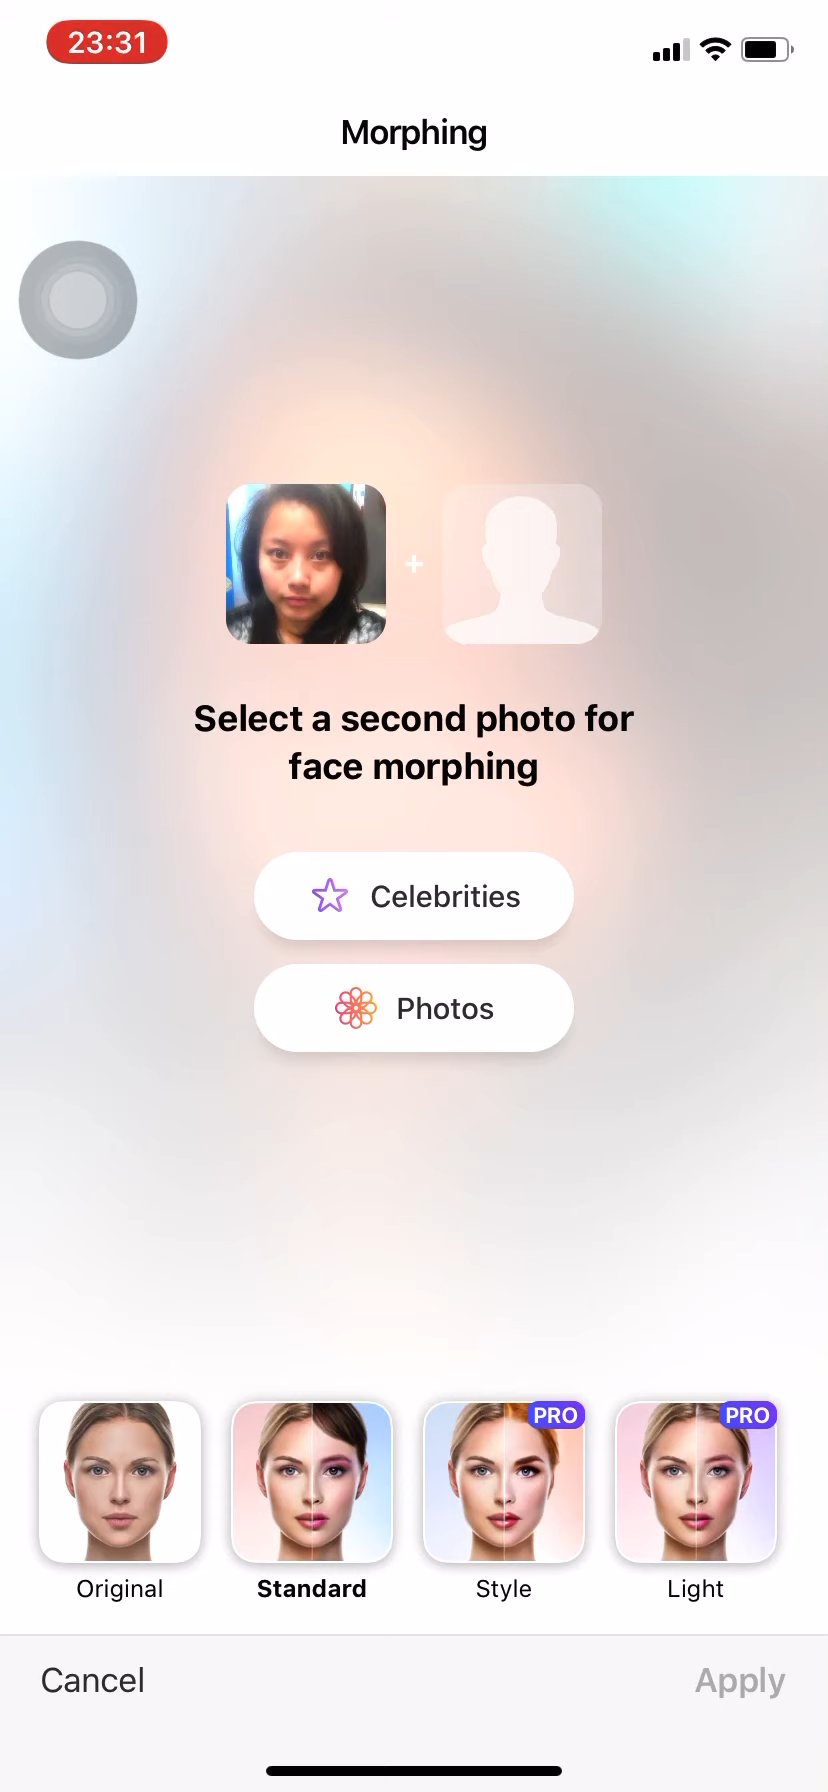 23:31
Morphing
Select a second photo for
face morphing
Celebrities
Photos
PRO
PRO
Original
Standard
Style
Light
Cancel
Apply